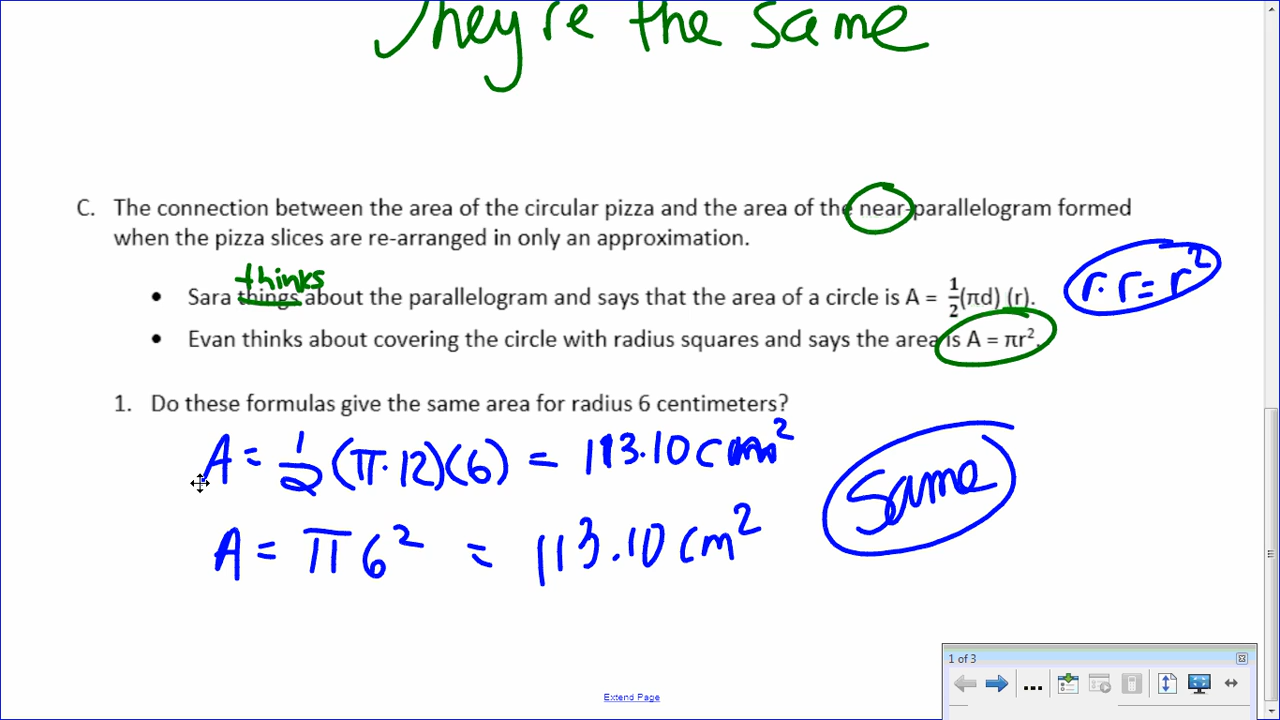 They're the same
C. The connection between the area of the circular pizza and the area of the near-parallelogram formed
when the pizza slices are re-arranged in only an approximation.
thinks
• Sara things about the parallelogram and says that the area of a circle is A = 1/2(πd) (r).
r·r=r²
• Evan thinks about covering the circle with radius squares and says the area is A = πr².
1. Do these formulas give the same area for radius 6 centimeters?
A = 1/2 (π·12)(6) = 113.10 cm²
Same
A = π6² = 113.10 cm²
1 of 3
Extend Page